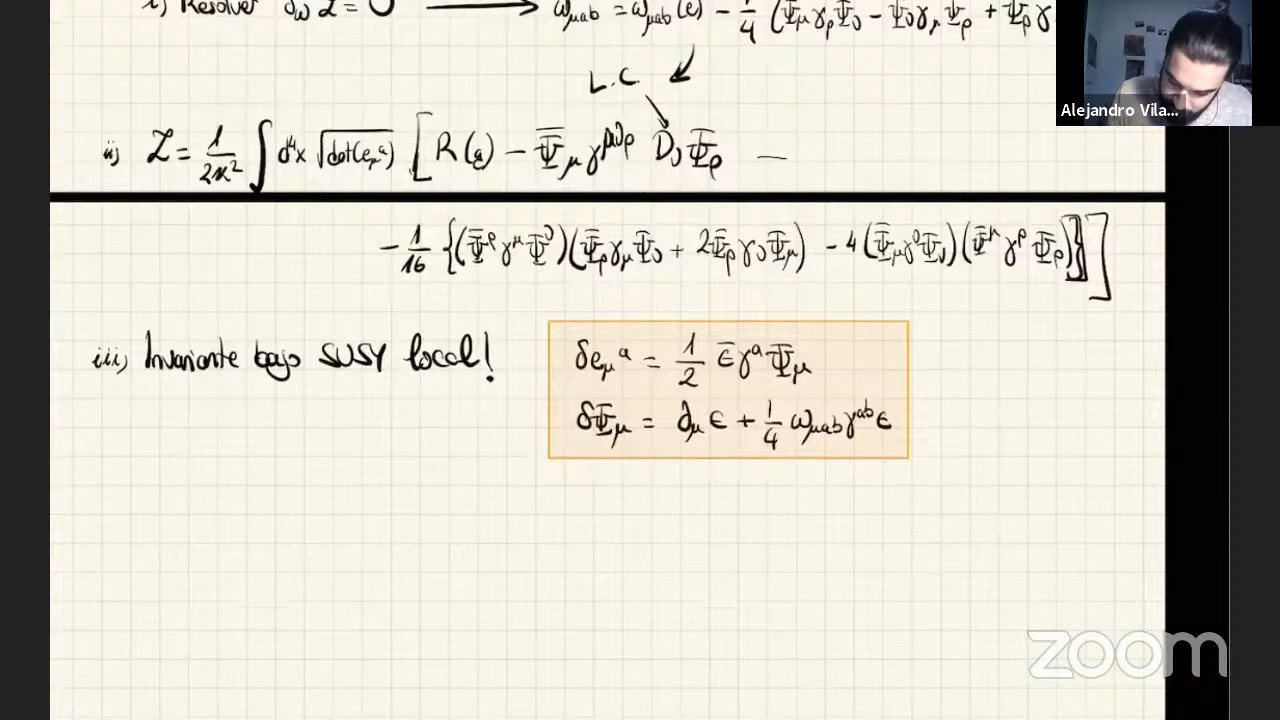 i) Resolver ∂_ω ℒ = 0 → ω_μab = ω_μab(e) - 1/4 (Ψ̄_μ γ_ρ Ψ_ν - Ψ̄_ν γ_μ Ψ_ρ + Ψ̄_ρ γ
Alejandro Vila...
L.C.
ii) ℒ = 1/2κ² ∫ d⁴x √det(e_μ^a) [ R(e) - Ψ̄_μ γ^μνρ D_ν Ψ_ρ —
- 1/16 {(Ψ̄^ρ γ^μ Ψ^ν)(Ψ̄_ρ γ_μ Ψ_ν + 2Ψ̄_ρ γ_ν Ψ_μ) - 4(Ψ̄_μ γ^ν Ψ_ν)(Ψ̄^μ γ^ρ Ψ_ρ)}]
iii) Invariante bajo SUSY local!
δe_μ^a = 1/2 ε̄ γ^a Ψ_μ
δΨ_μ = ∂_μ ε + 1/4 ω_μab γ^ab ε
zoom